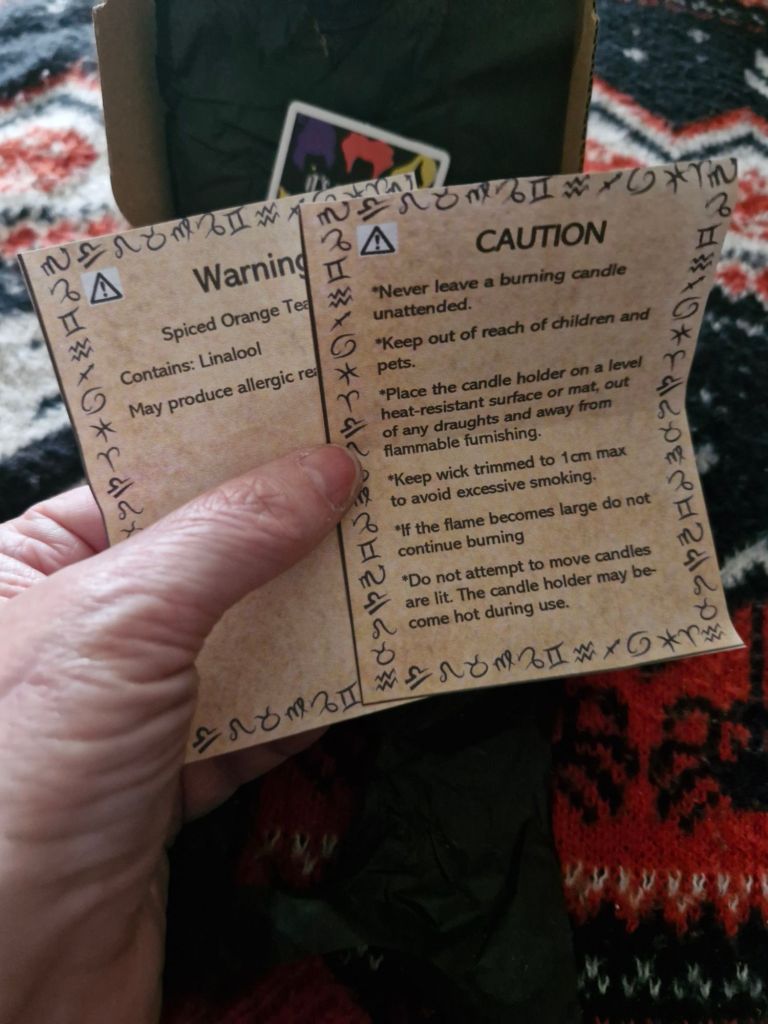 Warning
Spiced Orange Tea
Contains: Linalool
May produce allergic
CAUTION
*Never leave a burning candle
unattended.
*Keep out of reach of children and
pets.
*Place the candle holder on a level
heat-resistant surface or mat, out
of any draughts and away from
flammable furnishing.
*Keep wick trimmed to 1cm max
to avoid excessive smoking.
*If the flame becomes large do not
continue burning
*Do not attempt to move candles
are lit. The candle holder may be-
come hot during use.